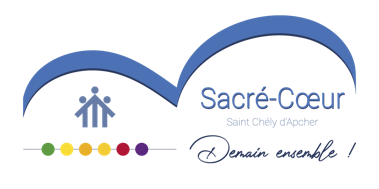 Sacré-Cœur
Saint Chély d'Apcher
Demain ensemble !